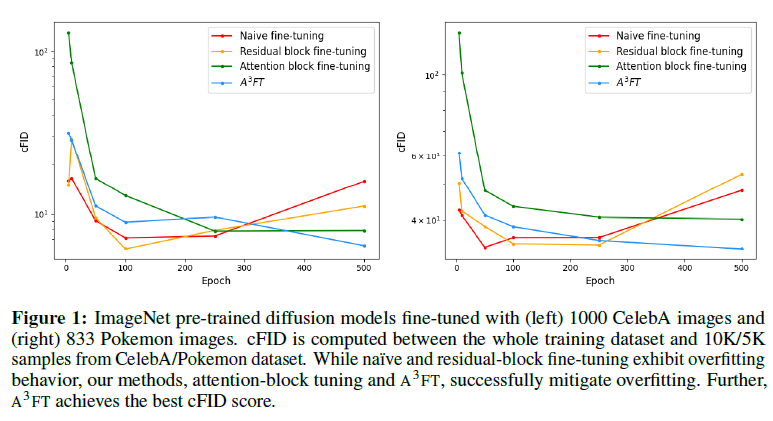 Naive fine-tuning
Residual block fine-tuning
Attention block fine-tuning
A³FT
10²
10¹
cFID
0 100 200 300 400 500
Epoch
Naive fine-tuning
Residual block fine-tuning
Attention block fine-tuning
A³FT
10²
6 × 10¹
4 × 10¹
cFID
0 100 200 300 400 500
Epoch
Figure 1: ImageNet pre-trained diffusion models fine-tuned with (left) 1000 CelebA images and
(right) 833 Pokemon images. cFID is computed between the whole training dataset and 10K/5K
samples from CelebA/Pokemon dataset. While naïve and residual-block fine-tuning exhibit overfitting
behavior, our methods, attention-block tuning and A³FT, successfully mitigate overfitting. Further,
A³FT achieves the best cFID score.